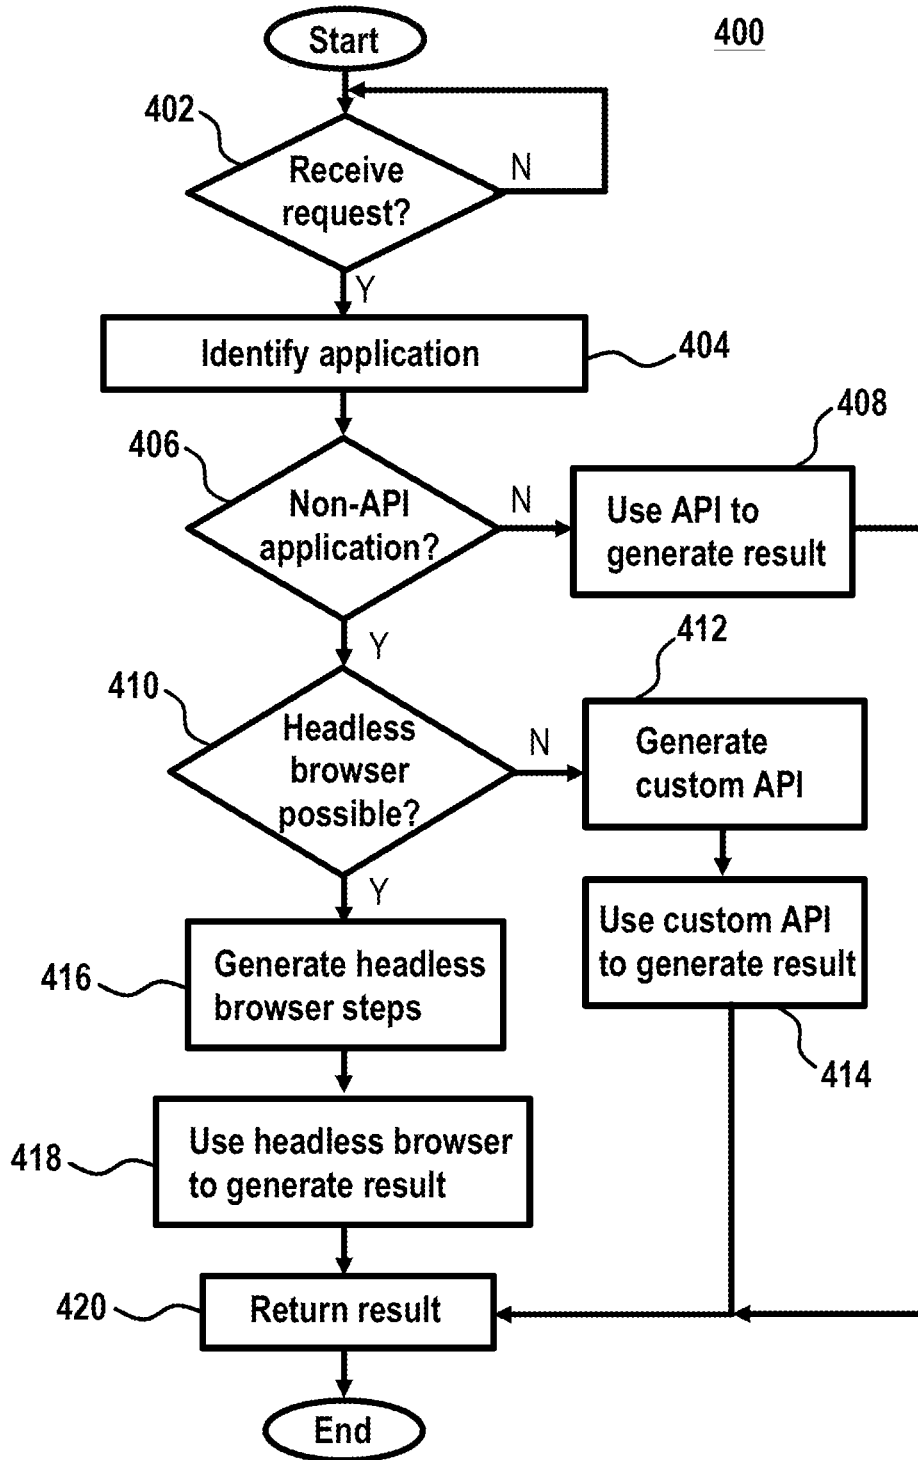 Start
400
402
Receive
request?
N
Y
Identify application
404
406
Non-API
application?
N
408
Use API to
generate result
Y
410
Headless
browser
possible?
N
412
Generate
custom API
Y
Use custom API
to generate result
414
416
Generate headless
browser steps
418
Use headless browser
to generate result
420
Return result
End